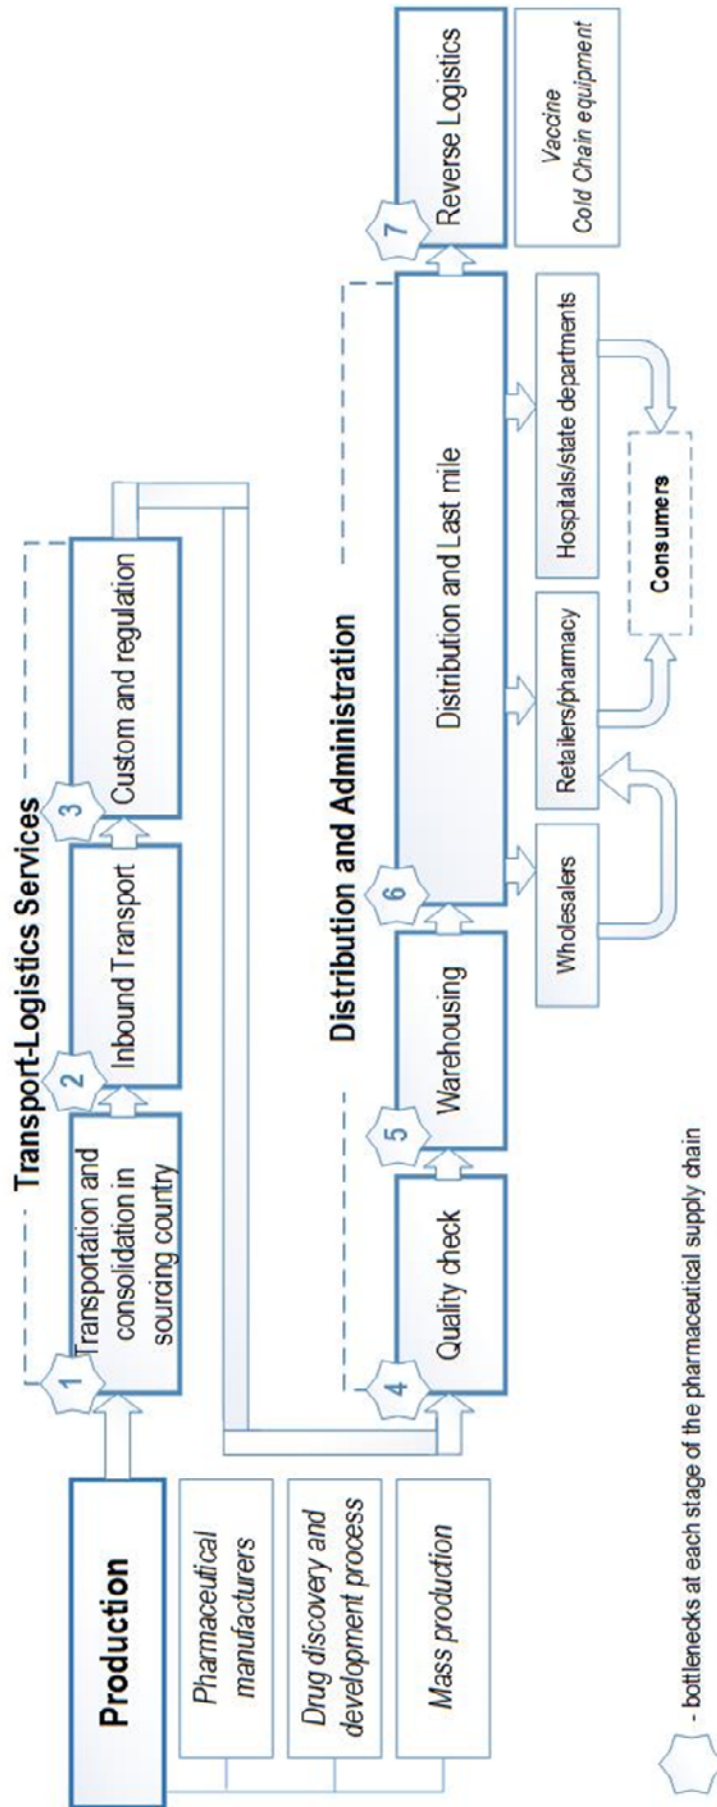 Transport-Logistics Services
Production
Pharmaceutical
manufacturers
Drug discovery and
development process
Mass production
1
Transportation and
consolidation in
sourcing country
2
Inbound Transport
3
Custom and regulation
Distribution and Administration
4
Quality check
5
Warehousing
6
Distribution and Last mile
7
Reverse Logistics
Vaccine
Cold Chain equipment
Wholesalers
Retailers/pharmacy
Hospitals/state departments
Consumers
- bottlenecks at each stage of the pharmaceutical supply chain